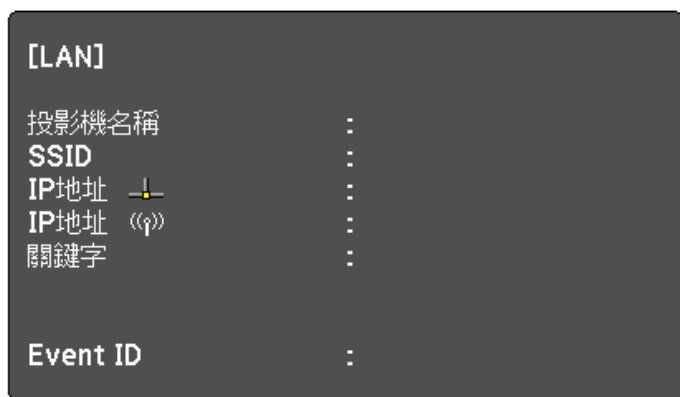 [LAN]
投影機名稱 :
SSID :
IP地址 :
IP地址 :
關鍵字 :
Event ID :